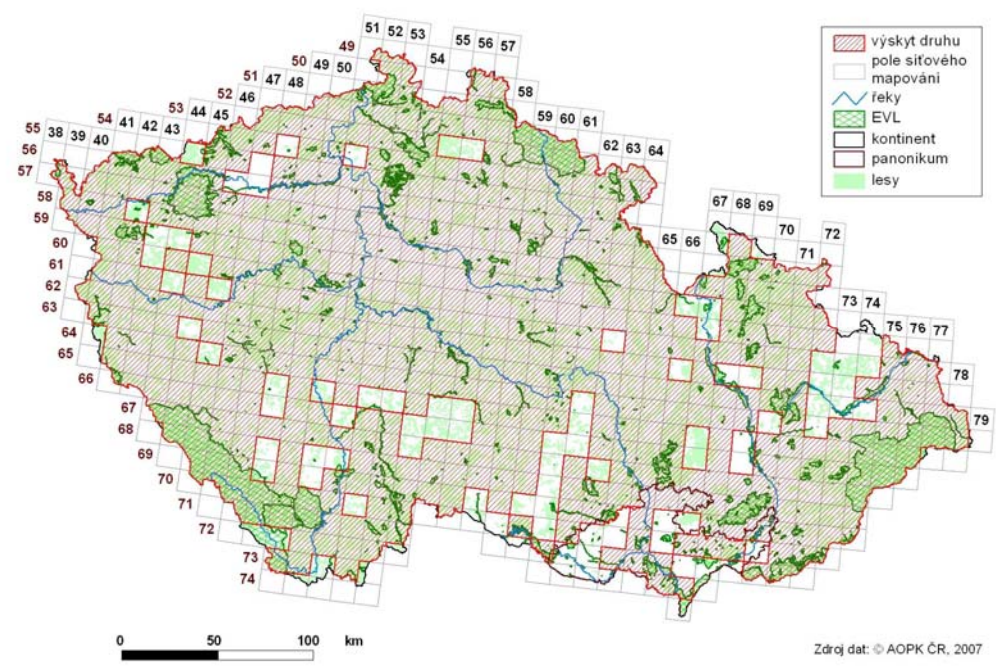 51 52 53
54
55 56 57
58
59 60 61
62 63 64
65 66
67 68 69
70
71
72
73 74
75 76 77
78
79
49
50 49 50
51 47 48
52 46
53 44 45
54 41 42 43
55 38 39 40
56
57
58
59
60
61
62
63
64
65
66
67
68
69
70
71
72
73
74
výskyt druhu
pole síťového
mapování
řeky
EVL
kontinent
panonikum
lesy
0 50 100 km
Zdroj dat: © AOPK ČR, 2007